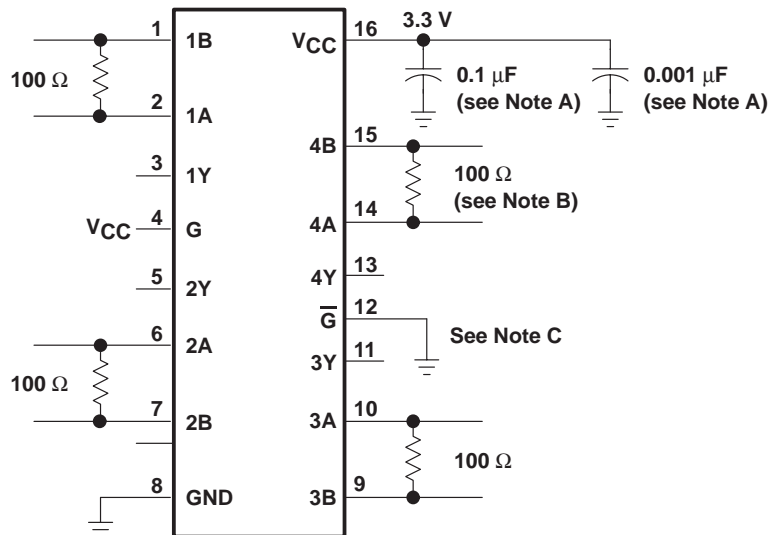 1
1B
VCC
16
3.3 V
100 Ω
0.1 μF
(see Note A)
0.001 μF
(see Note A)
2
1A
15
4B
3
1Y
100 Ω
(see Note B)
VCC
4
G
14
4A
5
2Y
13
4Y
12
G̅
6
2A
See Note C
11
3Y
100 Ω
7
2B
10
3A
100 Ω
8
GND
9
3B